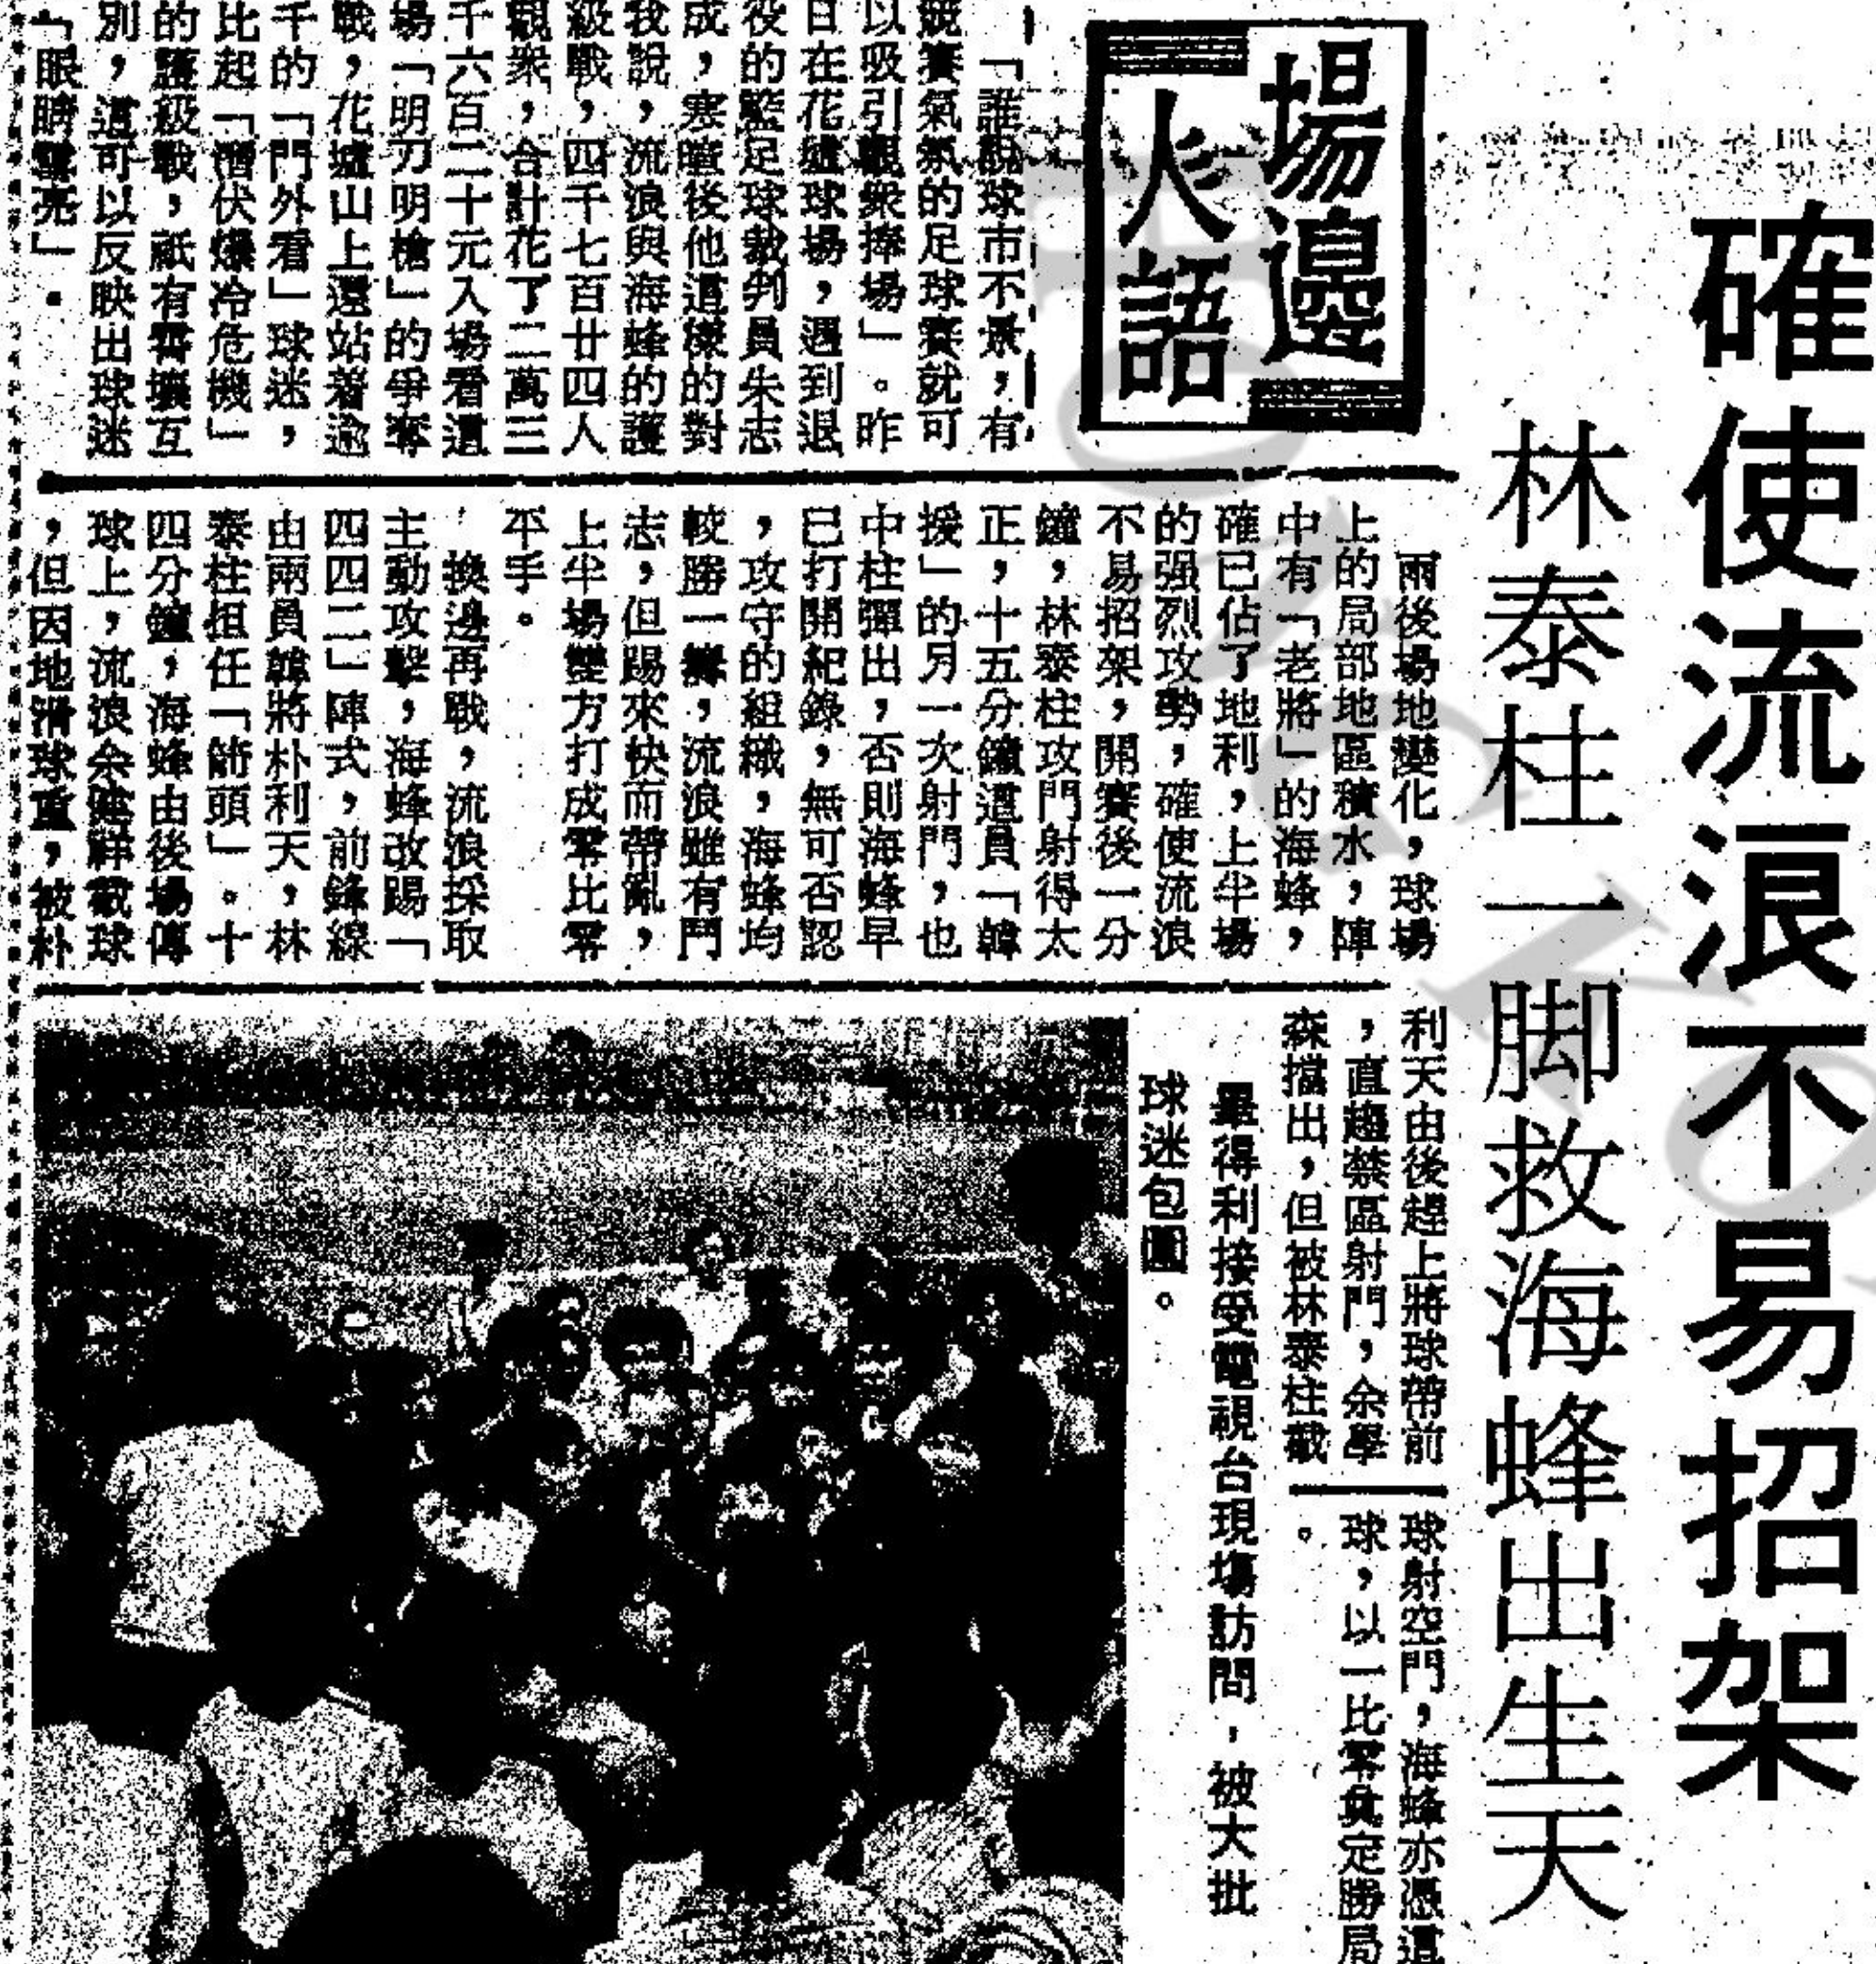 確使流浪不易招架
林泰柱一脚救海蜂出生天
場邊
人語
「誰說球市不景，有
競賽氣氛的足球賽就可
以吸引觀衆捧場」。昨
日在花墟球場，遇到退
役的籃足球裁判員朱志
成，寒暄後他這樣的對
我說，流浪與海蜂的護
級戰，四千七百廿四人
觀衆，合計花了二萬三
千六百二十元入場看這
場「明刀明槍」的爭奪
戰，花墟山上還站着逾
千的「門外看」球迷，
比起「潛伏爆冷危機」
的護級戰，祇有霄壤互
別，這可以反映出球迷
「眼睛雪亮」．
雨後場地變化，球場
上的局部地區積水，陣
中有「老將」的海蜂，
確已佔了地利，上半場
的强烈攻勢，確使流浪
不易招架，開賽後一分
鐘，林泰柱攻門射得太
正，十五分鐘這員「韓
援」的另一次射門，也
中柱彈出，否則海蜂早
已打開紀錄，無可否認
，攻守的組織，海蜂均
較勝一籌，流浪雖有鬥
志，但踢來快而帶亂，
上半場雙方打成零比零
平手。
換邊再戰，流浪採取
主動攻擊，海蜂改踢「
四四二」陣式，前鋒線
由兩員韓將朴利天，林
泰柱担任「箭頭」。十
四分鐘，海蜂由後場傳
球上，流浪余建群截球
，但因地滑球重，被朴
利天由後趕上將球帶前
，直趨禁區射門，余學
森擋出，但被林泰柱截
球射空門，海蜂亦憑這
球，以一比零奠定勝局
。
畢得利接受電視台現場訪問，被大批
球迷包圍。